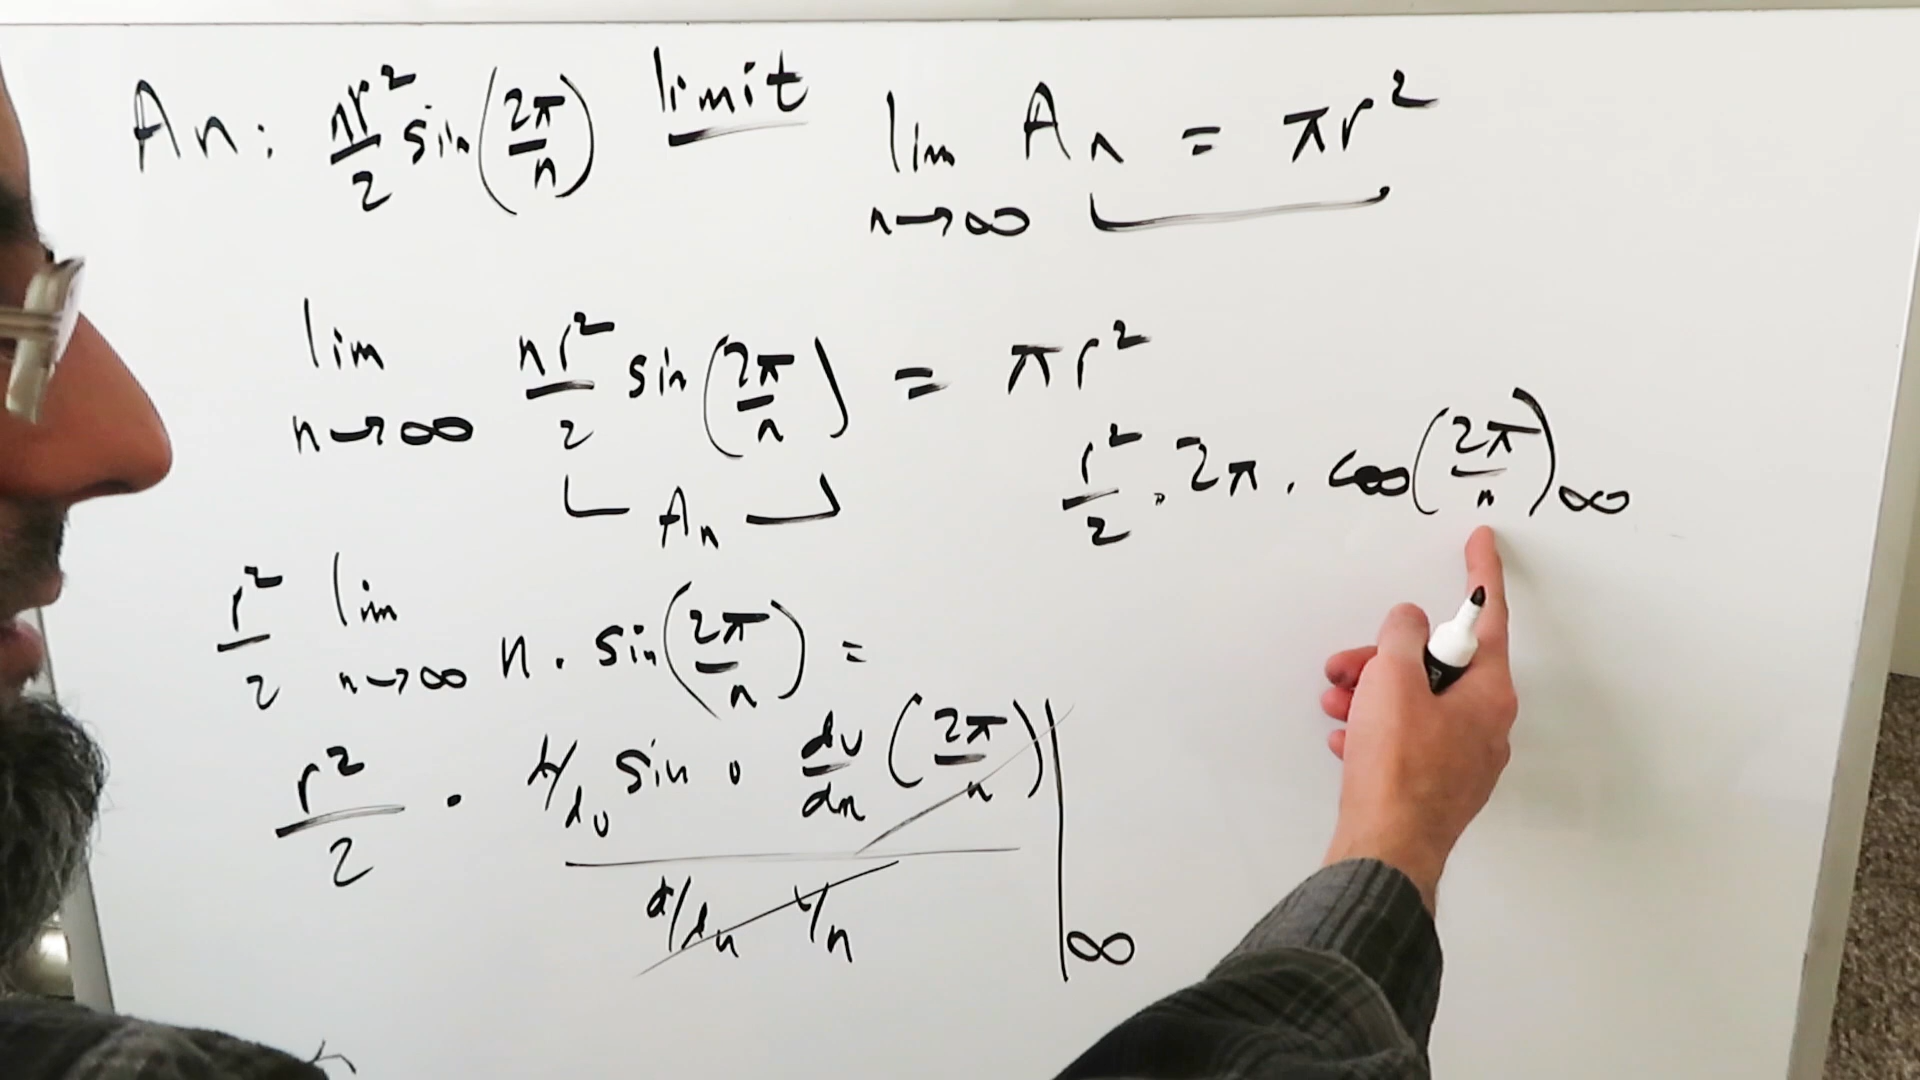 An: nr²/2 sin(2π/n) limit lim n→∞ An = πr²
lim n→∞ nr²/2 sin(2π/n) = πr²
An
r²/2 · 2π · cos(2π/n) ∞
r²/2 lim n→∞ n · sin(2π/n) =
r²/2 · d/du sin u du/dn (2π/n)
d/dn 1/n | ∞